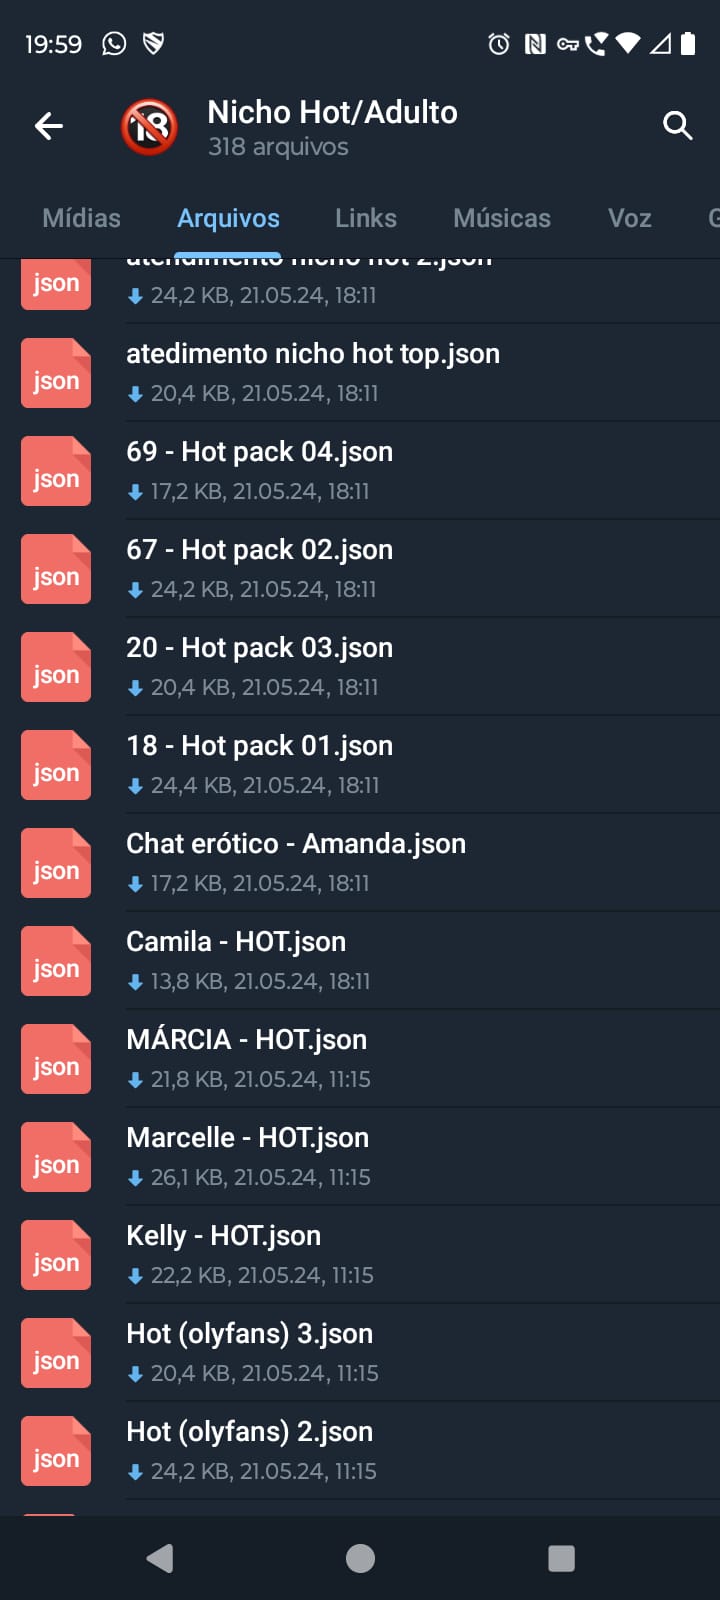 19:59
18
Nicho Hot/Adulto
318 arquivos
Mídias Arquivos Links Músicas Voz G
json
atendimento nicho hot 2.json
24,2 KB, 21.05.24, 18:11
json
atedimento nicho hot top.json
20,4 KB, 21.05.24, 18:11
json
69 - Hot pack 04.json
17,2 KB, 21.05.24, 18:11
json
67 - Hot pack 02.json
24,2 KB, 21.05.24, 18:11
json
20 - Hot pack 03.json
20,4 KB, 21.05.24, 18:11
json
18 - Hot pack 01.json
24,4 KB, 21.05.24, 18:11
json
Chat erótico - Amanda.json
17,2 KB, 21.05.24, 18:11
json
Camila - HOT.json
13,8 KB, 21.05.24, 18:11
json
MÁRCIA - HOT.json
21,8 KB, 21.05.24, 11:15
json
Marcelle - HOT.json
26,1 KB, 21.05.24, 11:15
json
Kelly - HOT.json
22,2 KB, 21.05.24, 11:15
json
Hot (olyfans) 3.json
20,4 KB, 21.05.24, 11:15
json
Hot (olyfans) 2.json
24,2 KB, 21.05.24, 11:15